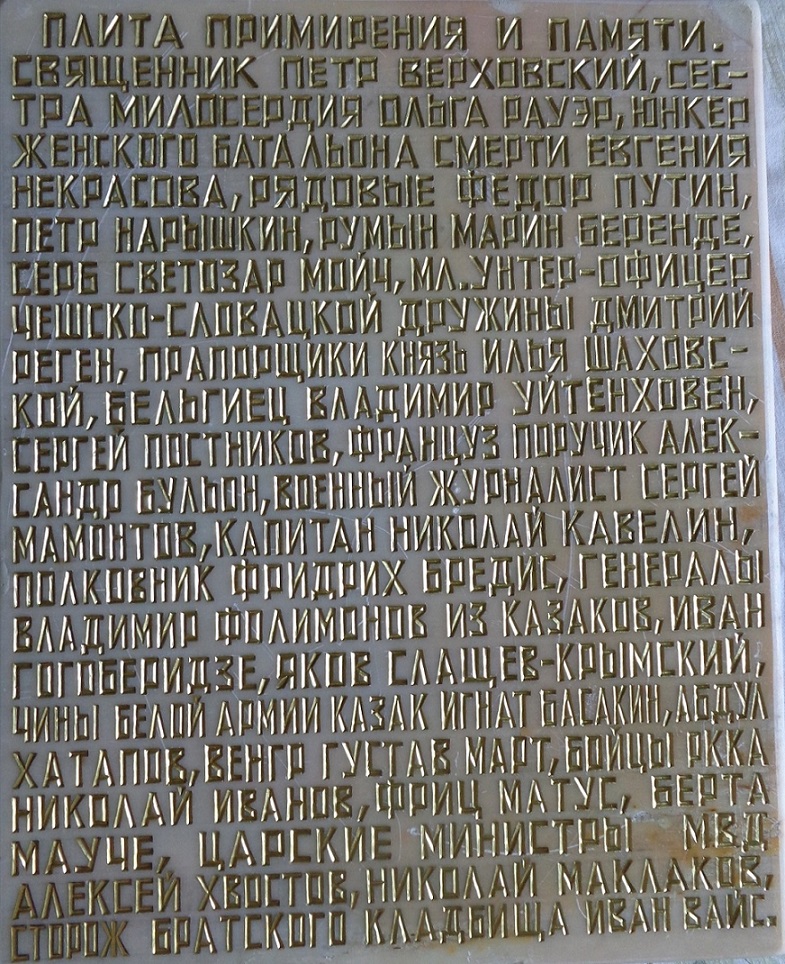 ПЛИТА ПРИМИРЕНИЯ И ПАМЯТИ.
СВЯЩЕННИК ПЕТР ВЕРХОВСКИЙ, СЕС-
ТРА МИЛОСЕРДИЯ ОЛЬГА РАУЭР, ЮНКЕР
ЖЕНСКОГО БАТАЛЬОНА СМЕРТИ ЕВГЕНИЯ
НЕКРАСОВА, РЯДОВЫЕ ФЕДОР ПУТИН,
ПЕТР НАРЫШКИН, РУМЫН МАРИН БЕРЕНДЕ,
СЕРБ СВЕТОЗАР МОЙЧ, МЛ. УНТЕР-ОФИЦЕР
ЧЕШСКО-СЛОВАЦКОЙ ДРУЖИНЫ ДМИТРИЙ
РЕГЕН, ПРАПОРЩИКИ КНЯЗЬ ИЛЬЯ ШАХОВС-
КОЙ, БЕЛЬГИЕЦ ВЛАДИМИР УЙТЕНХОВЕН,
СЕРГЕЙ ПОСТНИКОВ, ФРАНЦУЗ ПОРУЧИК АЛЕК-
САНДР БУЛЬОН, ВОЕННЫЙ ЖУРНАЛИСТ СЕРГЕЙ
МАМОНТОВ, КАПИТАН НИКОЛАЙ КАВЕЛИН,
ПОЛКОВНИК ФРИДРИХ БРЕДИС, ГЕНЕРАЛЫ
ВЛАДИМИР ФОЛИМОНОВ ИЗ КАЗАКОВ, ИВАН
ГОГОБЕРИДЗЕ, ЯКОВ СЛАЩЕВ-КРЫМСКИЙ,
ЧИНЫ БЕЛОЙ АРМИИ КАЗАК ИГНАТ БАСАКИН, АБДУЛ
ХАТАПОВ, ВЕНГР ГУСТАВ МАРТ, БОЙЦЫ РККА
НИКОЛАЙ ИВАНОВ, ФРИЦ МАТУС, БЕРТА
МАУЧЕ, ЦАРСКИЕ МИНИСТРЫ МВД
АЛЕКСЕЙ ХВОСТОВ, НИКОЛАЙ МАКЛАКОВ,
СТОРОЖ БРАТСКОГО КЛАДБИЩА ИВАН ВАЙС.